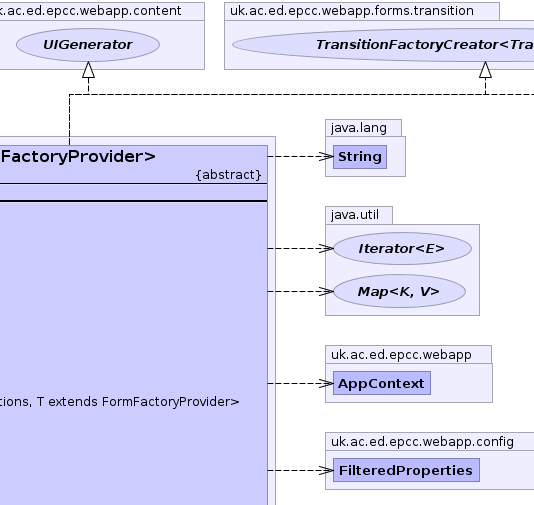 k.ac.ed.epcc.webapp.content
uk.ac.ed.epcc.webapp.forms.transition
UIGenerator
TransitionFactoryCreator<Tra
java.lang
FactoryProvider>
String
{abstract}
java.util
Iterator<E>
Map<K, V>
uk.ac.ed.epcc.webapp
AppContext
tions, T extends FormFactoryProvider>
uk.ac.ed.epcc.webapp.config
FilteredProperties